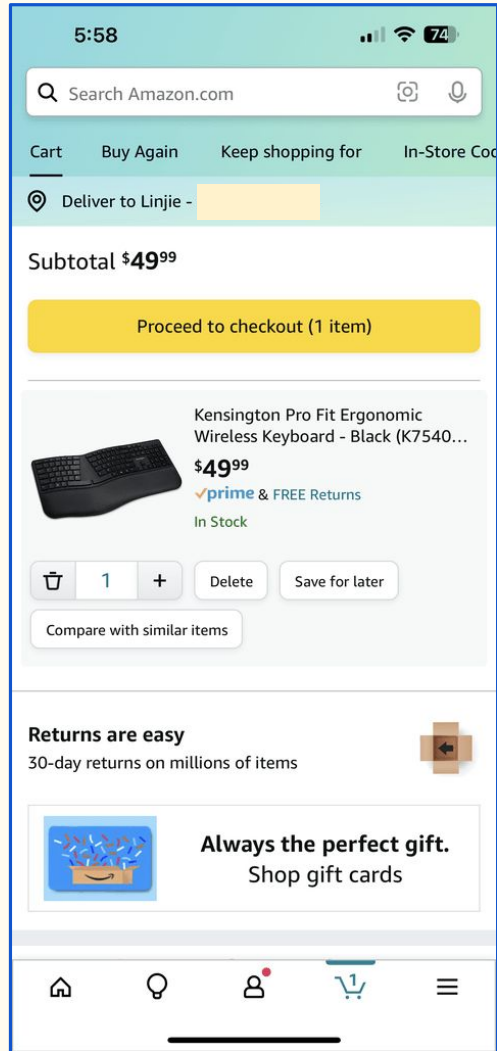 5:58
74
Search Amazon.com
Cart Buy Again Keep shopping for In-Store Coo
Deliver to Linjie -
Subtotal $49⁹⁹
Proceed to checkout (1 item)
Kensington Pro Fit Ergonomic
Wireless Keyboard - Black (K7540…
$49⁹⁹
prime & FREE Returns
In Stock
1 + Delete Save for later
Compare with similar items
Returns are easy
30-day returns on millions of items
Always the perfect gift.
Shop gift cards
1